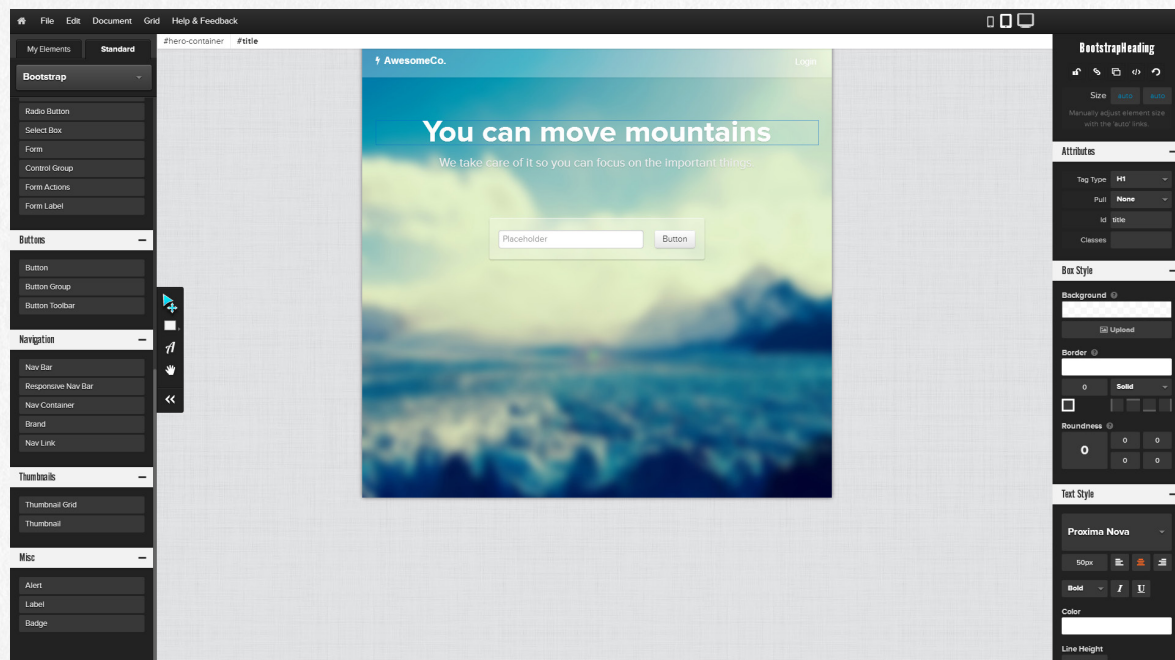 File Edit Document Grid Help & Feedback
My Elements Standard
Bootstrap
Radio Button
Select Box
Form
Control Group
Form Actions
Form Label
Buttons
Button
Button Group
Button Toolbar
Navigation
Nav Bar
Responsive Nav Bar
Nav Container
Brand
Nav Link
Thumbnails
Thumbnail Grid
Thumbnail
Misc
Alert
Label
Badge
#hero-container #title
AwesomeCo. Login
You can move mountains
We take care of it so you can focus on the important things.
Placeholder Button
BootstrapHeading
Size auto auto
Manually adjust element size
with the 'auto' links.
Attributes
Tag Type H1
Pull None
Id title
Classes
Box Style
Background
Upload
Border
0 Solid
Roundness
0 0 0
0 0
Text Style
Proxima Nova
50px
Bold I U
Color
Line Height